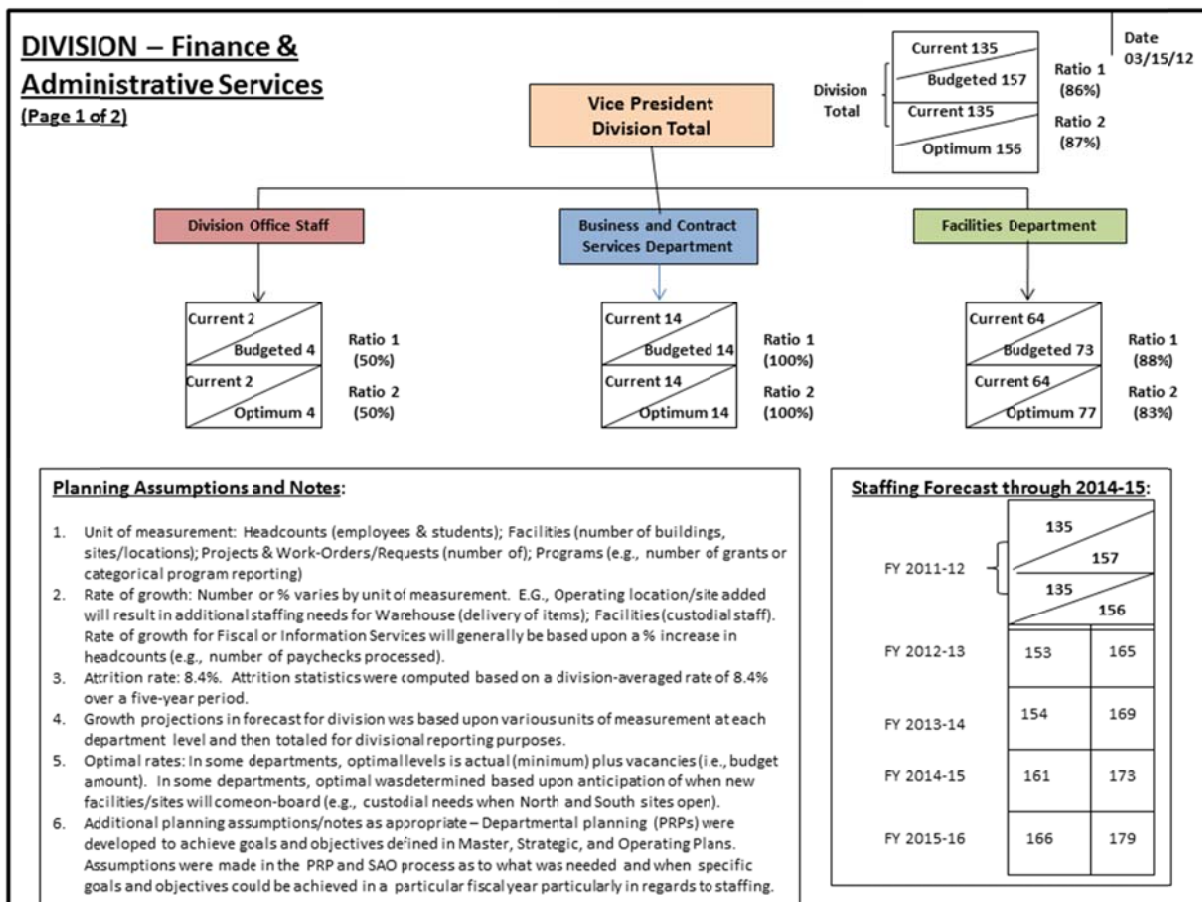 DIVISION – Finance &
Administrative Services
(Page 1 of 2)
Date
03/15/12
Vice President
Division Total
Division
Total
Current 135
Budgeted 157
Ratio 1
(86%)
Current 135
Optimum 156
Ratio 2
(87%)
Division Office Staff
Business and Contract
Services Department
Facilities Department
Current 2
Budgeted 4
Ratio 1
(50%)
Current 2
Optimum 4
Ratio 2
(50%)
Current 14
Budgeted 14
Ratio 1
(100%)
Current 14
Optimum 14
Ratio 2
(100%)
Current 64
Budgeted 73
Ratio 1
(88%)
Current 64
Optimum 77
Ratio 2
(83%)
Planning Assumptions and Notes:
1. Unit of measurement: Headcounts (employees & students); Facilities (number of buildings,
sites/locations); Projects & Work-Orders/Requests (number of); Programs (e.g., number of grants or
categorical program reporting)
2. Rate of growth: Number or % varies by unit of measurement. E.G., Operating location/site added
will result in additional staffing needs for Warehouse (delivery of items); Facilities (custodial staff).
Rate of growth for Fiscal or Information Services will generally be based upon a % increase in
headcounts (e.g., number of paychecks processed).
3. Attrition rate: 8.4%. Attrition statistics were computed based on a division-averaged rate of 8.4%
over a five-year period.
4. Growth projections in forecast for division was based upon various units of measurement at each
department level and then totaled for divisional reporting purposes.
5. Optimal rates: In some departments, optimal levels is actual (minimum) plus vacancies (i.e., budget
amount). In some departments, optimal was determined based upon anticipation of when new
facilities/sites will come on-board (e.g., custodial needs when North and South sites open).
6. Additional planning assumptions/notes as appropriate – Departmental planning (PRPs) were
developed to achieve goals and objectives defined in Master, Strategic, and Operating Plans.
Assumptions were made in the PRP and SAO process as to what was needed and when specific
goals and objectives could be achieved in a particular fiscal year particularly in regards to staffing.
Staffing Forecast through 2014-15:
FY 2011-12
135
157
135
156
FY 2012-13 153 165
FY 2013-14 154 169
FY 2014-15 161 173
FY 2015-16 166 179